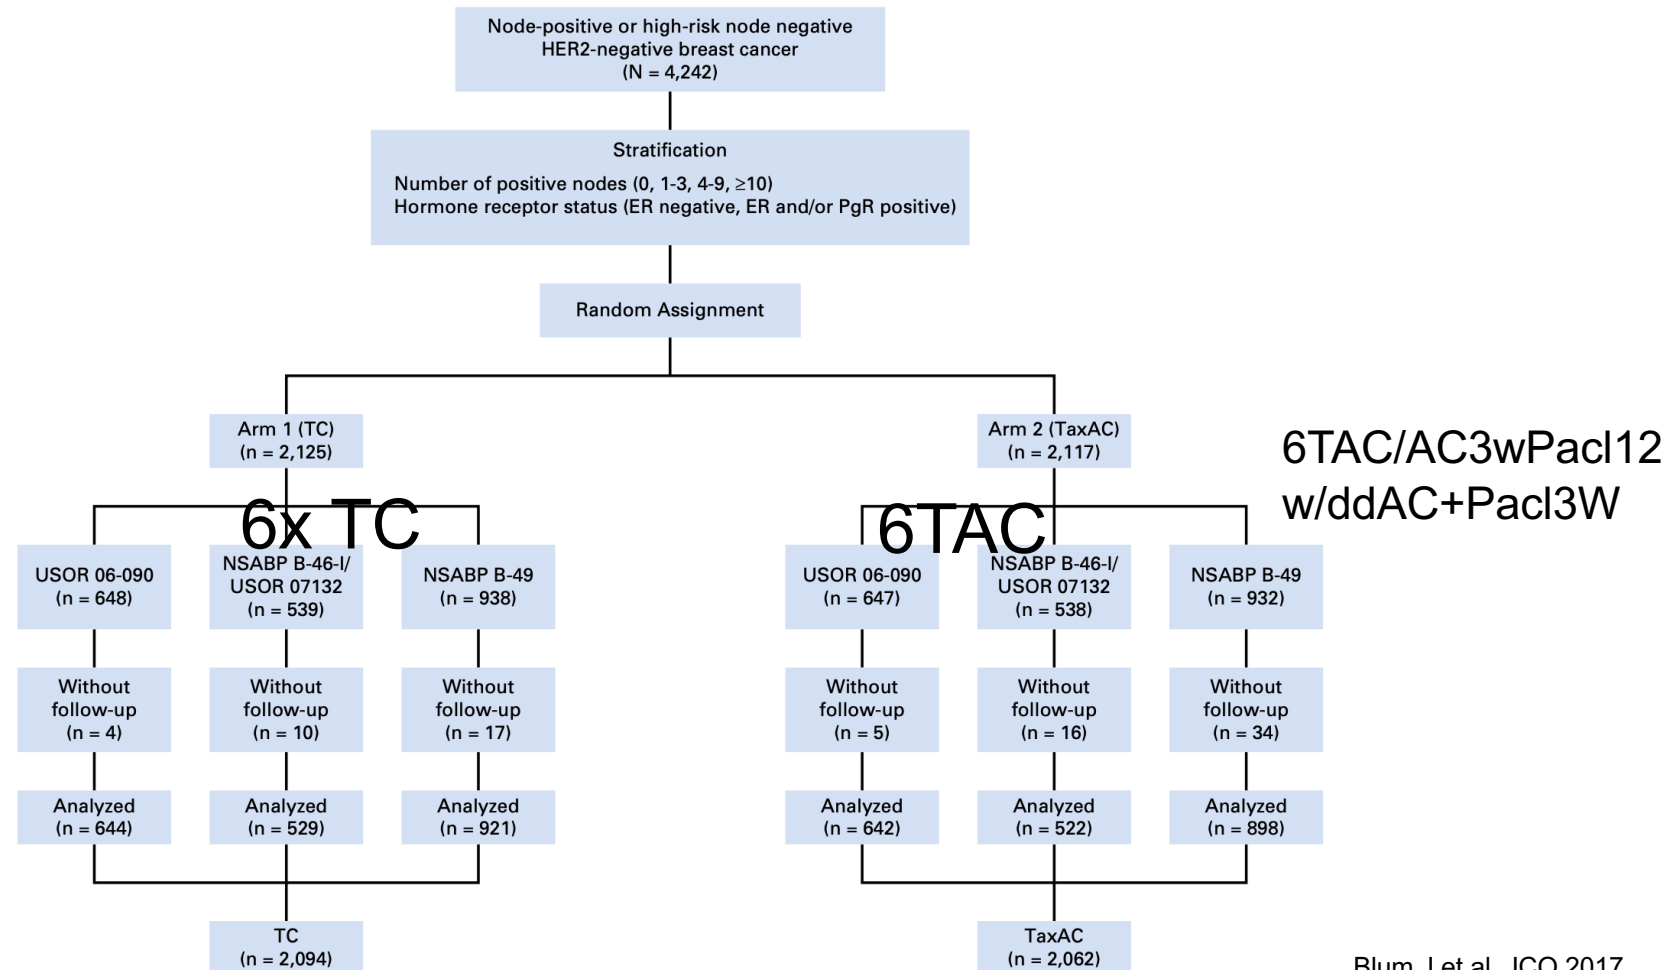 Node-positive or high-risk node negative
HER2-negative breast cancer
(N = 4,242)
Stratification
Number of positive nodes (0, 1-3, 4-9, ≥10)
Hormone receptor status (ER negative, ER and/or PgR positive)
Random Assignment
Arm 1 (TC)
(n = 2,125)
Arm 2 (TaxAC)
(n = 2,117)
6TAC/AC3wPacl12
w/ddAC+Pacl3W
6x TC
6TAC
USOR 06-090
(n = 648)
NSABP B-46-I/
USOR 07132
(n = 539)
NSABP B-49
(n = 938)
USOR 06-090
(n = 647)
NSABP B-46-I/
USOR 07132
(n = 538)
NSABP B-49
(n = 932)
Without
follow-up
(n = 4)
Without
follow-up
(n = 10)
Without
follow-up
(n = 17)
Without
follow-up
(n = 5)
Without
follow-up
(n = 16)
Without
follow-up
(n = 34)
Analyzed
(n = 644)
Analyzed
(n = 529)
Analyzed
(n = 921)
Analyzed
(n = 642)
Analyzed
(n = 522)
Analyzed
(n = 898)
TC
(n = 2,094)
TaxAC
(n = 2,062)
Blum J et al., JCO 2017